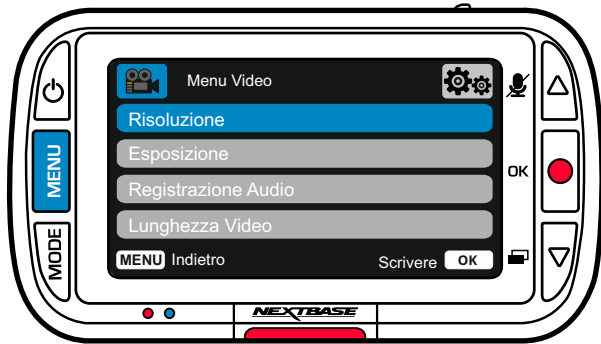 Menu Video
Risoluzione
Esposizione
Registrazione Audio
Lunghezza Video
MENU Indietro Scrivere OK
MENU
MODE
OK
NEXTBASE